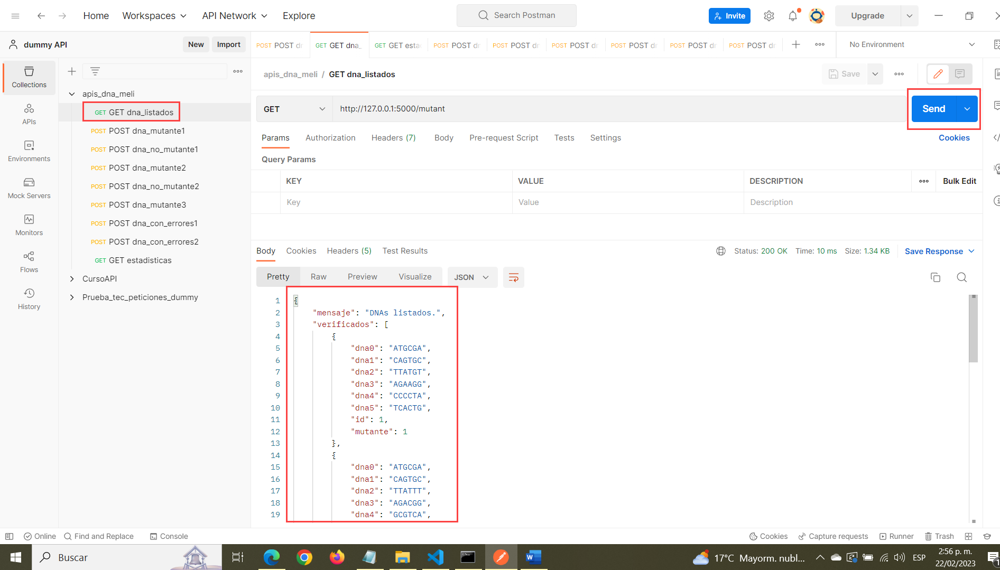 Home Workspaces API Network Explore Search Postman Invite Upgrade
dummy API New Import
POST POST dr GET GET dna_ GET GET esta POST POST dr POST POST dr POST POST dr POST POST dr POST POST dr POST POST dr No Environment
Collections
APIs
Environments
Mock Servers
Monitors
Flows
History
apis_dna_meli
GET GET dna_listados
POST POST dna_mutante1
POST POST dna_no_mutante1
POST POST dna_mutante2
POST POST dna_no_mutante2
POST POST dna_mutante3
POST POST dna_con_errores1
POST POST dna_con_errores2
GET GET estadisticas
CursoAPI
Prueba_tec_peticiones_dummy
apis_dna_meli / GET dna_listados Save
GET http://127.0.0.1:5000/mutant Send
Params Authorization Headers (7) Body Pre-request Script Tests Settings Cookies
Query Params
KEY VALUE DESCRIPTION Bulk Edit
Key Value Description
Body Cookies Headers (5) Test Results Status: 200 OK Time: 10 ms Size: 1.34 KB Save Response
Pretty Raw Preview Visualize JSON
1 {
2 "mensaje": "DNAs listados.",
3 "verificados": [
4 {
5 "dna0": "ATGCGA",
6 "dna1": "CAGTGC",
7 "dna2": "TTATGT",
8 "dna3": "AGAAGG",
9 "dna4": "CCCCTA",
10 "dna5": "TCACTG",
11 "id": 1,
12 "mutante": 1
13 },
14 {
15 "dna0": "ATGCGA",
16 "dna1": "CAGTGC",
17 "dna2": "TTATTT",
18 "dna3": "AGACGG",
19 "dna4": "GCGTCA",
Online Find and Replace Console Cookies Capture requests Runner Trash
Buscar 17°C Mayorm. nubl... ESP 2:56 p. m.
22/02/2023
1